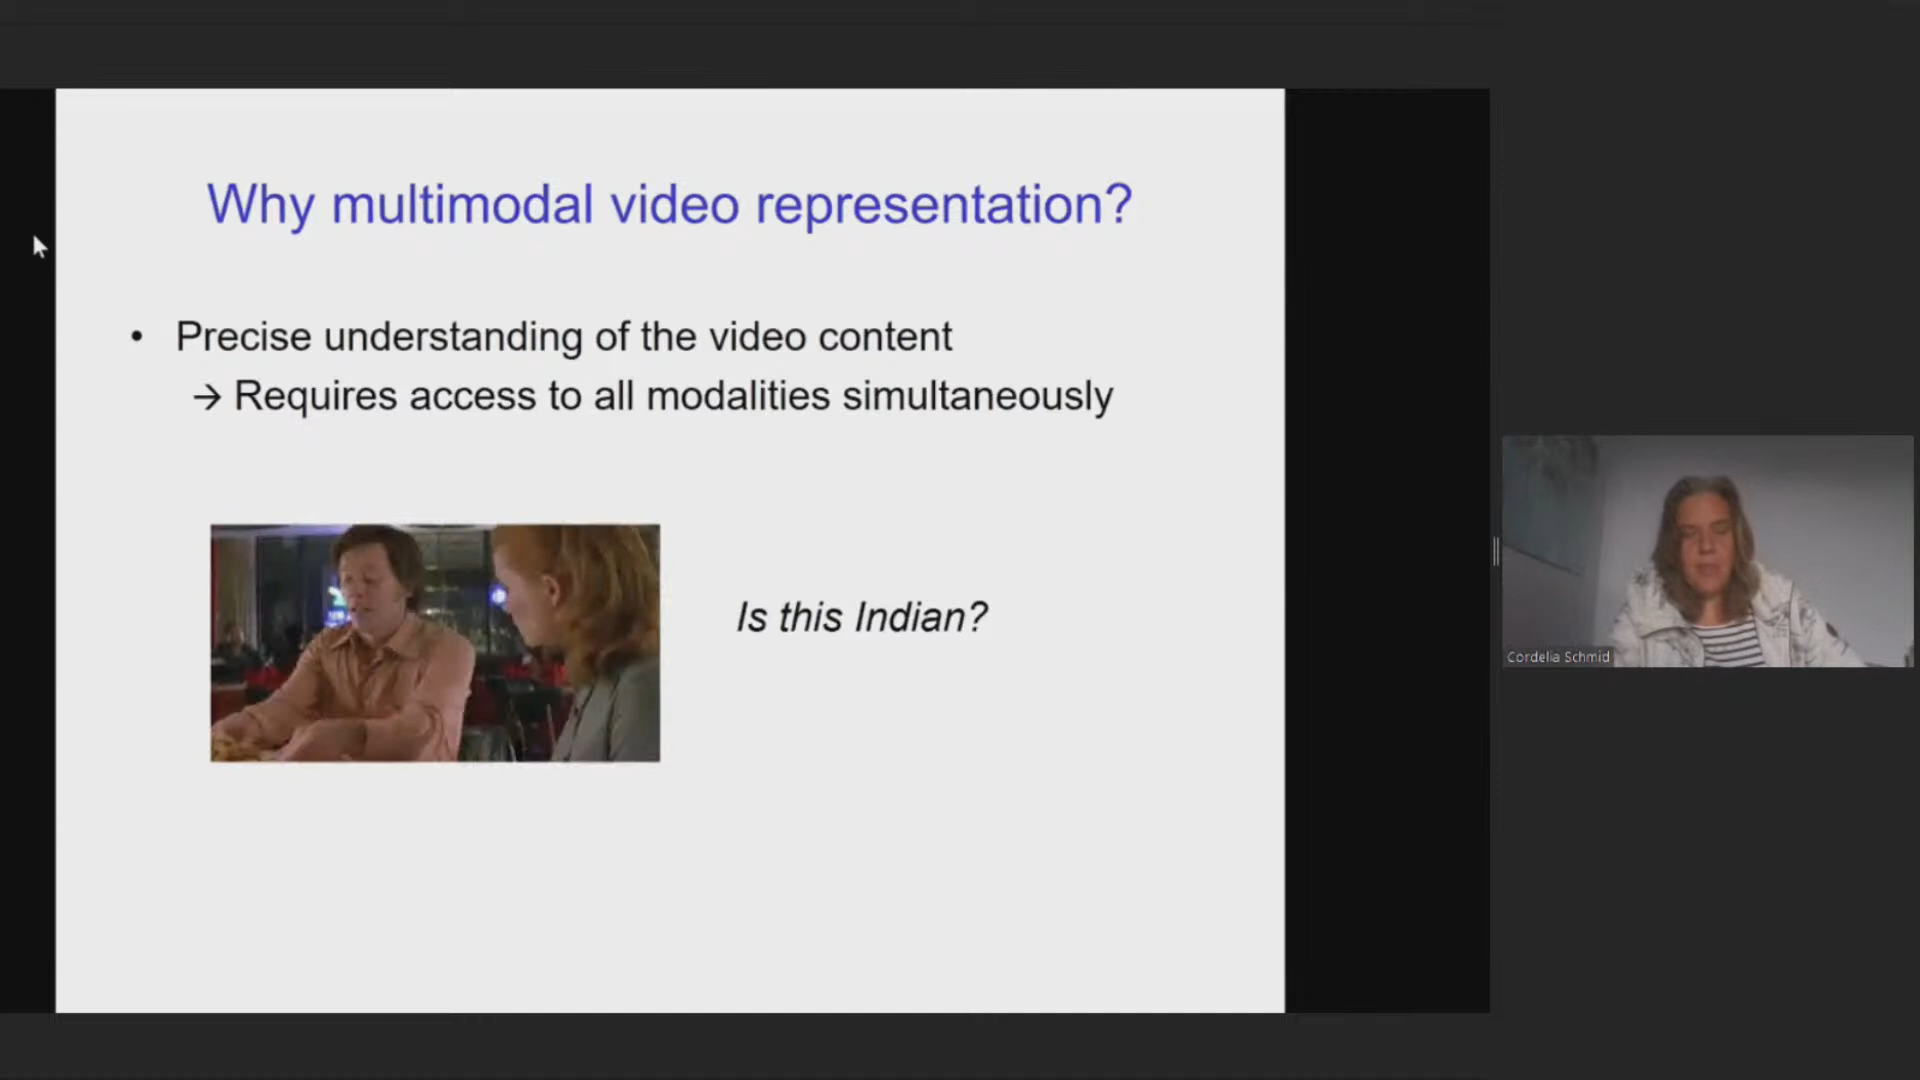 Why multimodal video representation?
• Precise understanding of the video content
→ Requires access to all modalities simultaneously
Is this Indian?
Cordelia Schmid